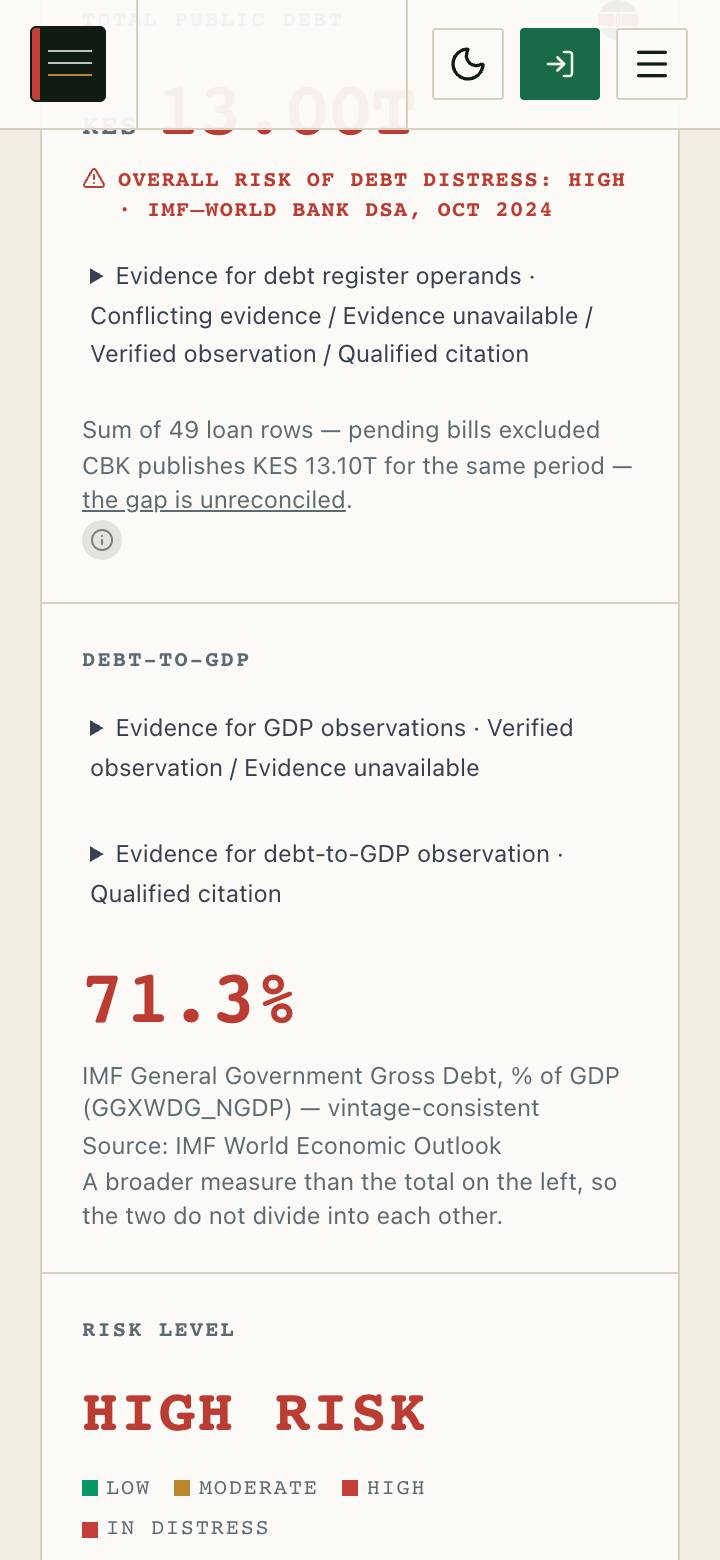 TOTAL PUBLIC DEBT
KES 13.00T
OVERALL RISK OF DEBT DISTRESS: HIGH
· IMF–WORLD BANK DSA, OCT 2024
▶ Evidence for debt register operands ·
Conflicting evidence / Evidence unavailable /
Verified observation / Qualified citation
Sum of 49 loan rows — pending bills excluded
CBK publishes KES 13.10T for the same period —
the gap is unreconciled.
DEBT-TO-GDP
▶ Evidence for GDP observations · Verified
observation / Evidence unavailable
▶ Evidence for debt-to-GDP observation ·
Qualified citation
71.3%
IMF General Government Gross Debt, % of GDP
(GGXWDG_NGDP) — vintage-consistent
Source: IMF World Economic Outlook
A broader measure than the total on the left, so
the two do not divide into each other.
RISK LEVEL
HIGH RISK
LOW MODERATE HIGH
IN DISTRESS